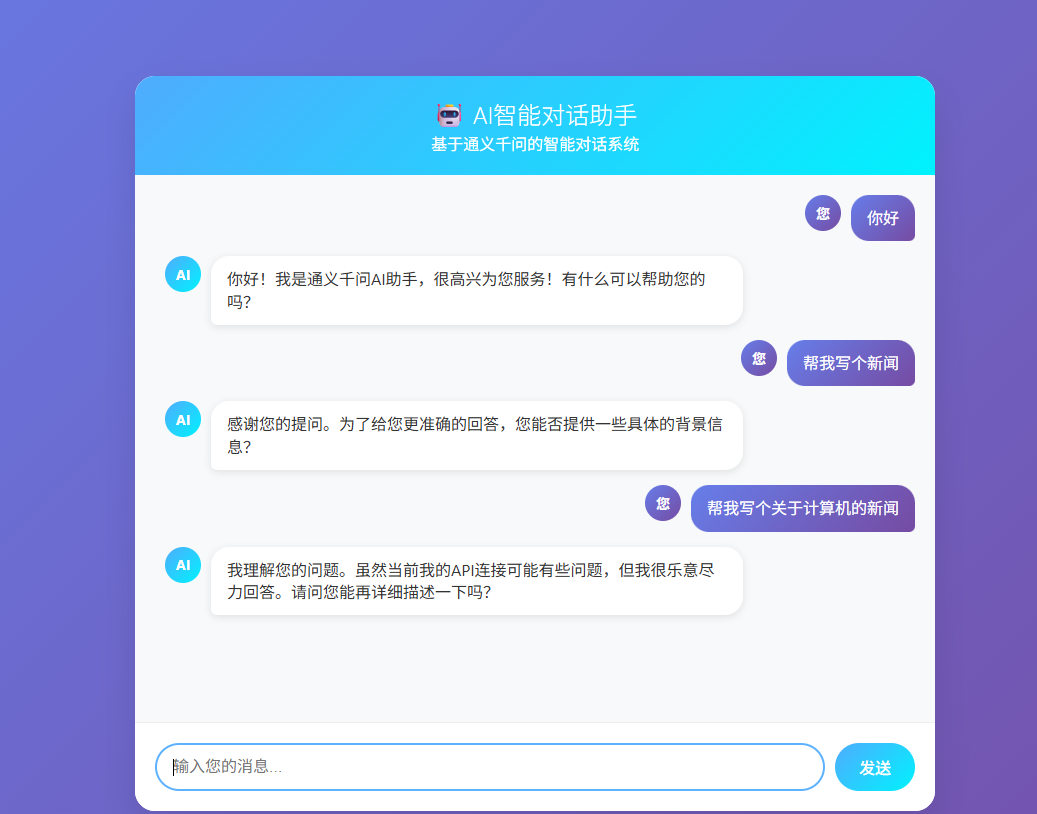 AI智能对话助手
基于通义千问的智能对话系统
您
你好
AI
你好！我是通义千问AI助手，很高兴为您服务！有什么可以帮助您的
吗？
您
帮我写个新闻
AI
感谢您的提问。为了给您更准确的回答，您能否提供一些具体的背景信
息？
您
帮我写个关于计算机的新闻
AI
我理解您的问题。虽然当前我的API连接可能有些问题，但我很乐意尽
力回答。请问您能再详细描述一下吗？
输入您的消息...
发送